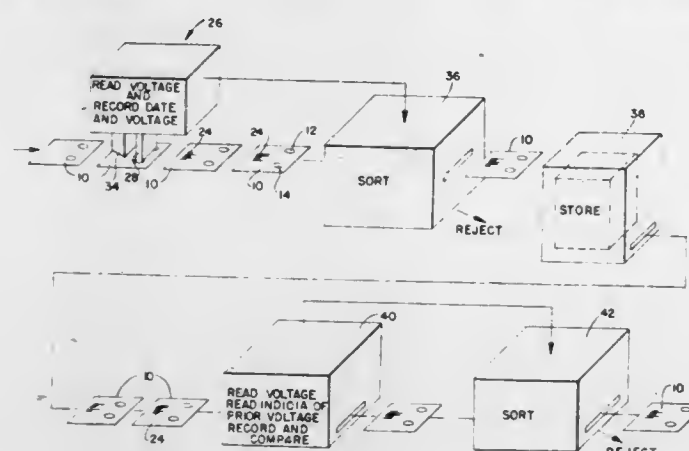 26
READ VOLTAGE
AND
RECORD DATE
AND VOLTAGE
36
38
24
24
12
10
10
34
28
10
10
14
SORT
REJECT
STORE
40
42
10
24
READ VOLTAGE
READ INDICIA OF
PRIOR VOLTAGE
RECORD AND
COMPARE
SORT
10
REJECT